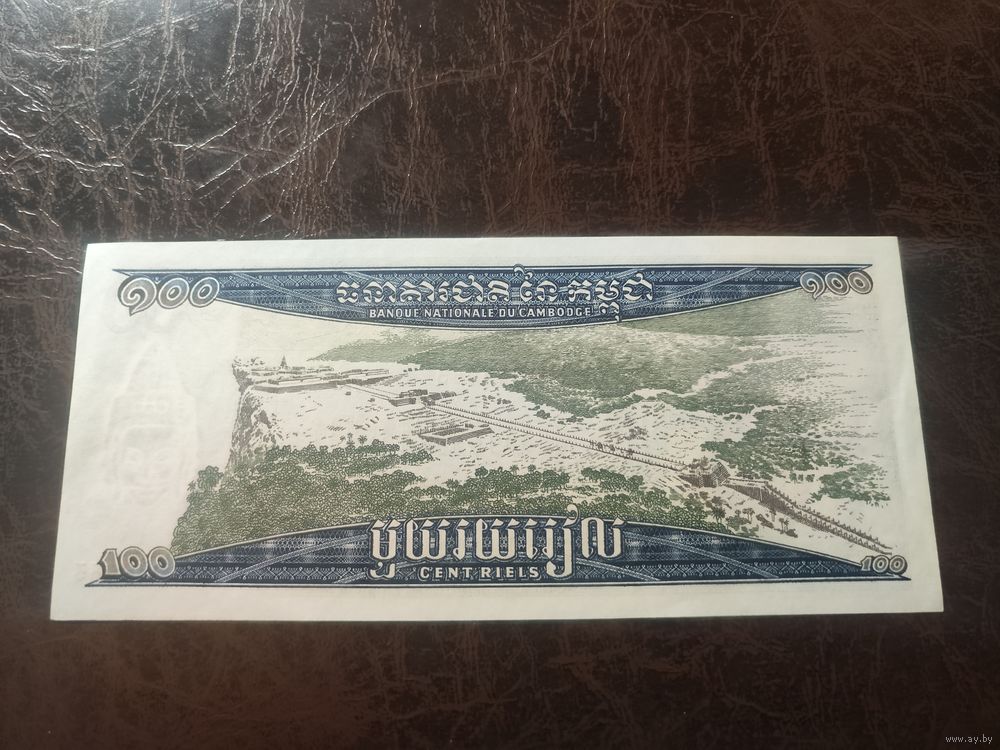 ១០០ ធនាគារជាតិ នៃ កម្ពុជា ១០០
BANQUE NATIONALE DU CAMBODGE
មួយរយរៀល
100 CENT RIELS 100
www.ay.by